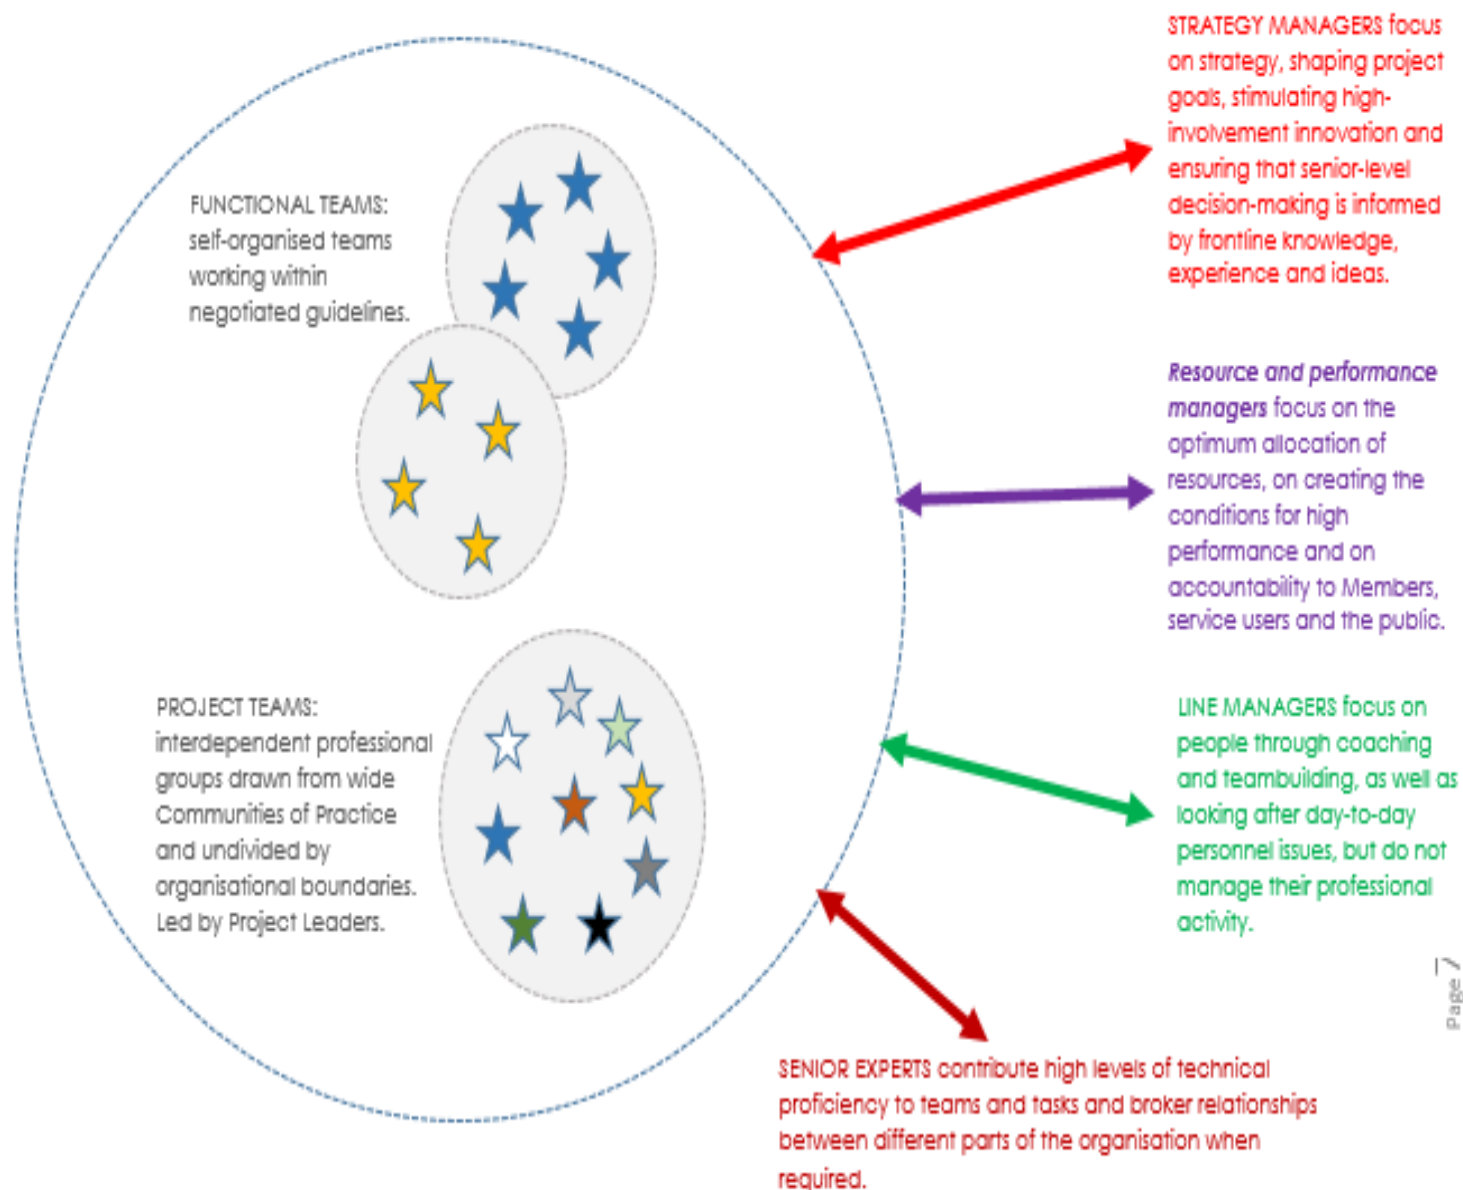 STRATEGY MANAGERS focus
on strategy, shaping project
goals, stimulating high-
involvement innovation and
ensuring that senior-level
decision-making is informed
by frontline knowledge,
experience and ideas.
FUNCTIONAL TEAMS:
self-organised teams
working within
negotiated guidelines.
Resource and performance
managers focus on the
optimum allocation of
resources, on creating the
conditions for high
performance and on
accountability to Members,
service users and the public.
PROJECT TEAMS:
interdependent professional
groups drawn from wide
Communities of Practice
and undivided by
organisational boundaries.
Led by Project Leaders.
LINE MANAGERS focus on
people through coaching
and teambuilding, as well as
looking after day-to-day
personnel issues, but do not
manage their professional
activity.
SENIOR EXPERTS contribute high levels of technical
proficiency to teams and tasks and broker relationships
between different parts of the organisation when
required.
Page 7